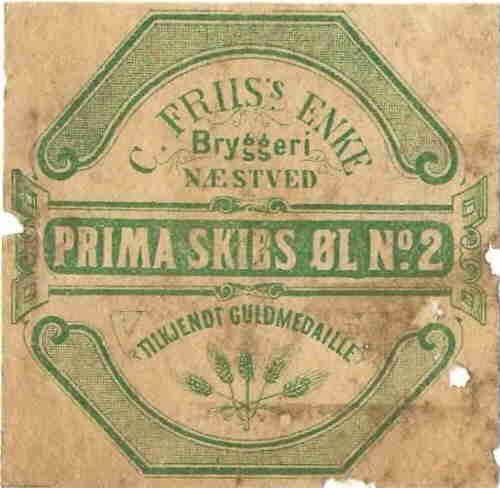 C. FRIIS's ENKE
Bryggeri
NÆSTVED
PRIMA SKIBS ØL No. 2
TILKJENDT GULDMEDAILLE